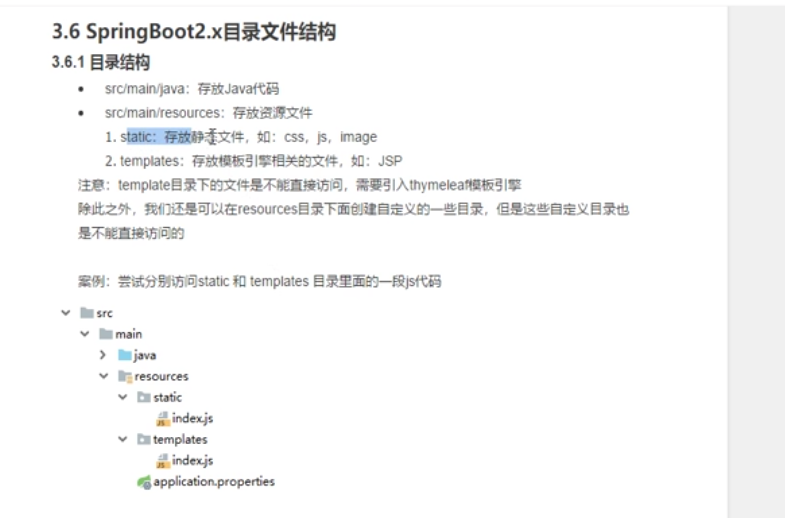 3.6 SpringBoot2.x目录文件结构
3.6.1 目录结构
• src/main/java：存放Java代码
• src/main/resources：存放资源文件
1. static：存放静态文件，如：css，js，image
2. templates：存放模板引擎相关的文件，如：JSP
注意：template目录下的文件是不能直接访问，需要引入thymeleaf模板引擎
除此之外，我们还是可以在resources目录下面创建自定义的一些目录，但是这些自定义目录也
是不能直接访问的
案例：尝试分别访问static 和 templates 目录里面的一段js代码
src
main
java
resources
static
index.js
templates
index.js
application.properties